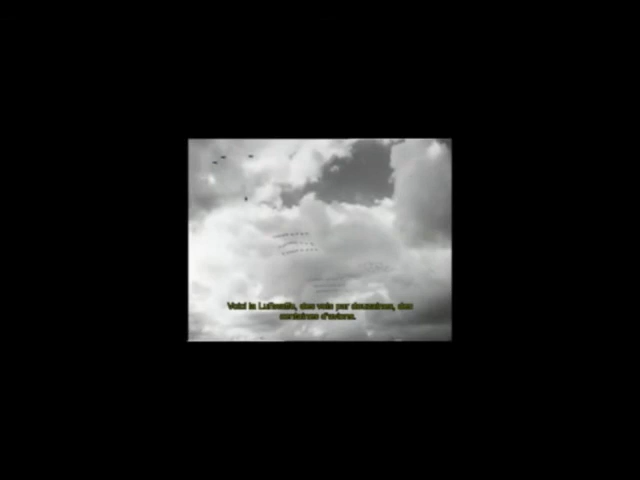 Voici la Luftwaffe, des vols par douzaines, des
centaines d'avions.